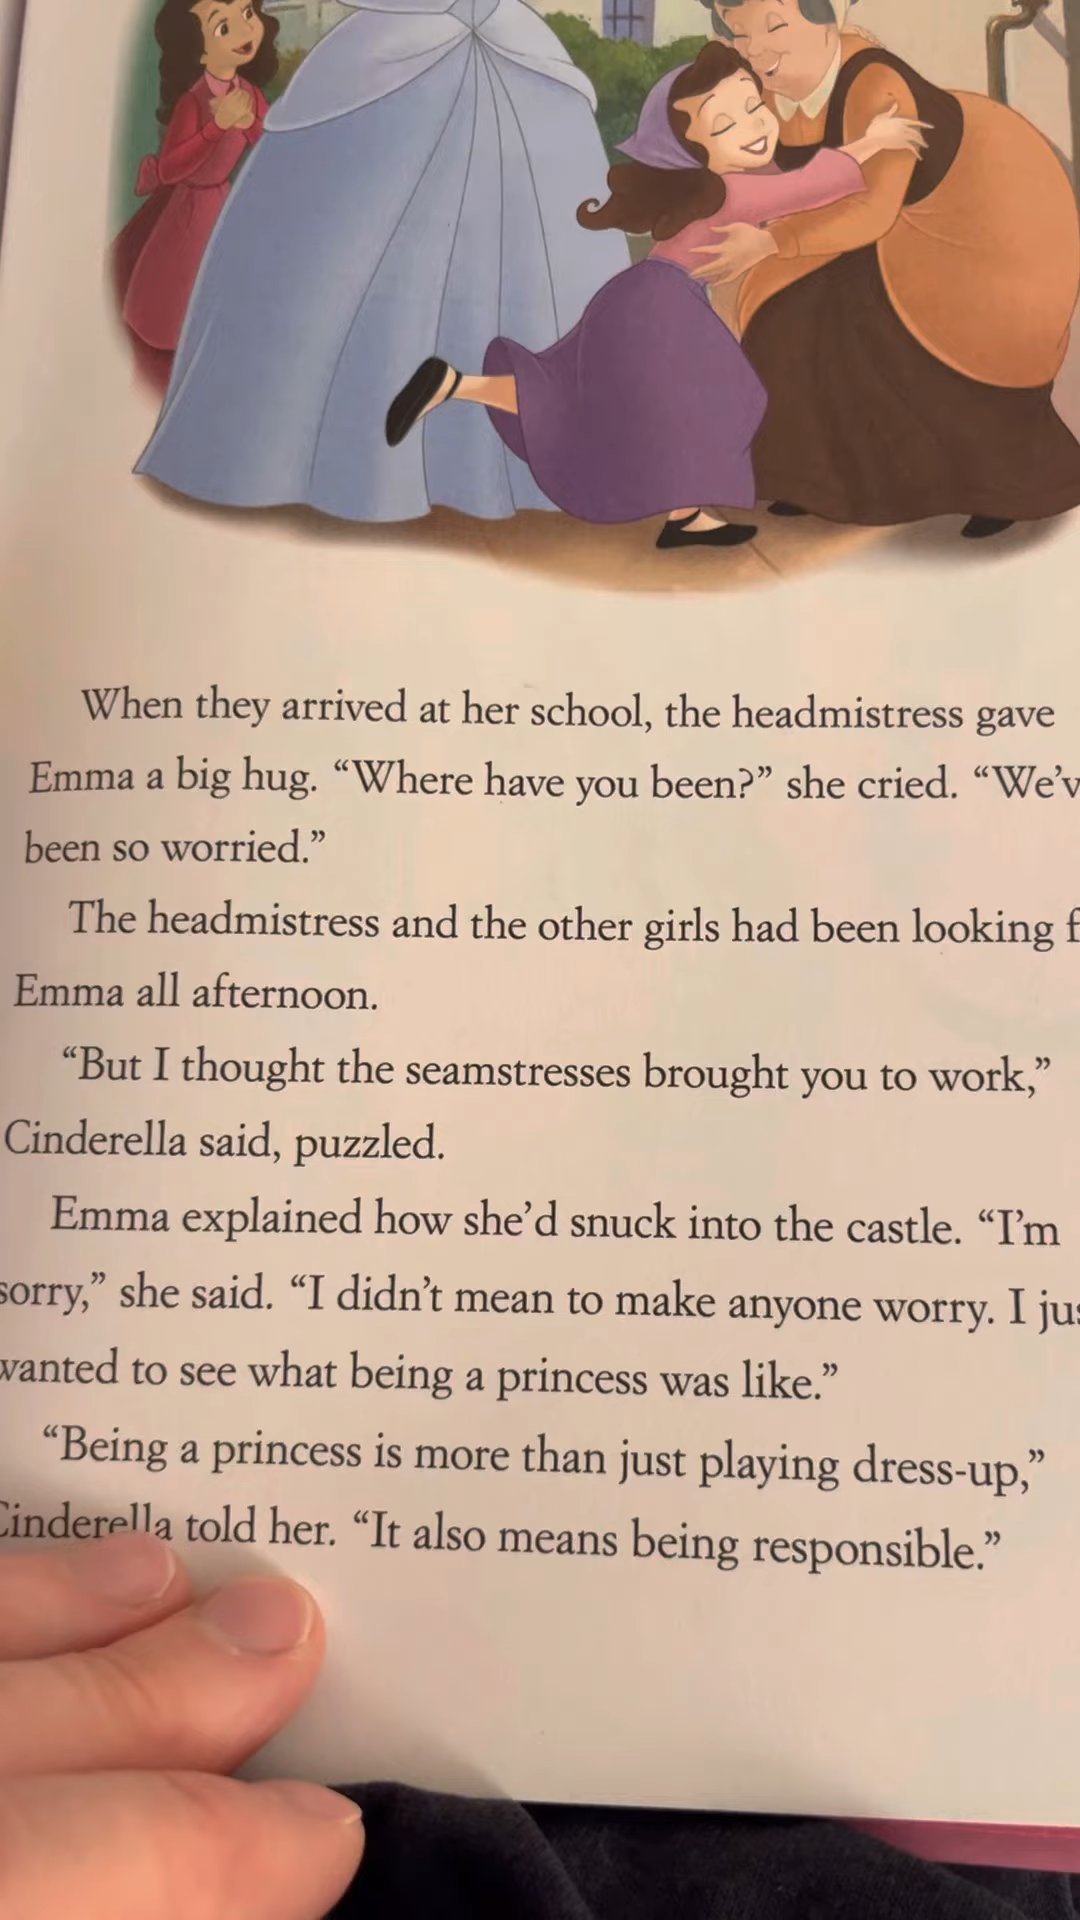 When they arrived at her school, the headmistress gave
Emma a big hug. “Where have you been?” she cried. “We’v
been so worried.”
The headmistress and the other girls had been looking f
Emma all afternoon.
“But I thought the seamstresses brought you to work,”
Cinderella said, puzzled.
Emma explained how she’d snuck into the castle. “I’m
sorry,” she said. “I didn’t mean to make anyone worry. I jus
wanted to see what being a princess was like.”
“Being a princess is more than just playing dress-up,”
Cinderella told her. “It also means being responsible.”